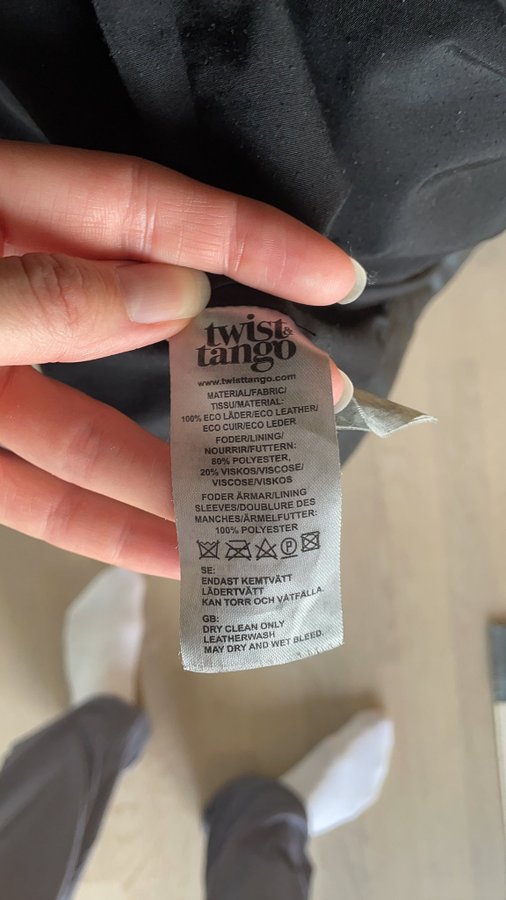 twist &
tango
www.twisttango.com
MATERIAL/FABRIC/
TISSU/MATERIAL:
100% ECO LÄDER/ECO LEATHER/
ECO CUIR/ECO LEDER
FODER/LINING/
NOURRIR/FUTTERN:
80% POLYESTER,
20% VISKOS/VISCOSE/
VISCOSE/VISKOS
FODER ÄRMAR/LINING
SLEEVES/DOUBLURE DES
MANCHES/ÄRMELFUTTER:
100% POLYESTER
P
SE:
ENDAST KEMTVÄTT
LÄDERTVÄTT
KAN TORR OCH VÅTFÄLLA.
GB:
DRY CLEAN ONLY
LEATHERWASH
MAY DRY AND WET BLEED.